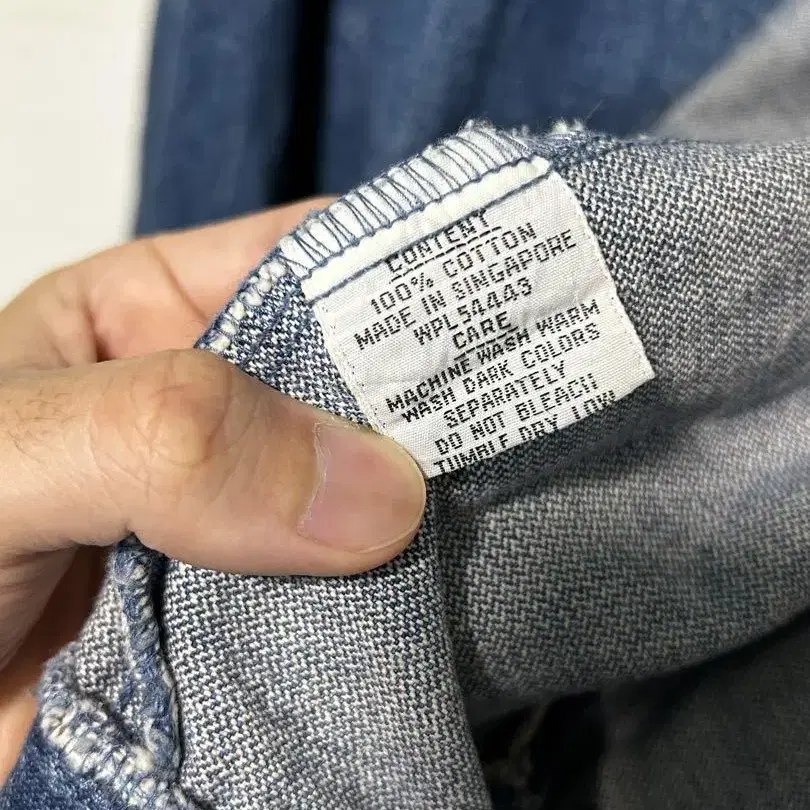 CONTENT
100% COTTON
MADE IN SINGAPORE
WPL54443
CARE
MACHINE WASH WARM
WASH DARK COLORS
SEPARATELY
DO NOT BLEACH
TUMBLE DRY LOW